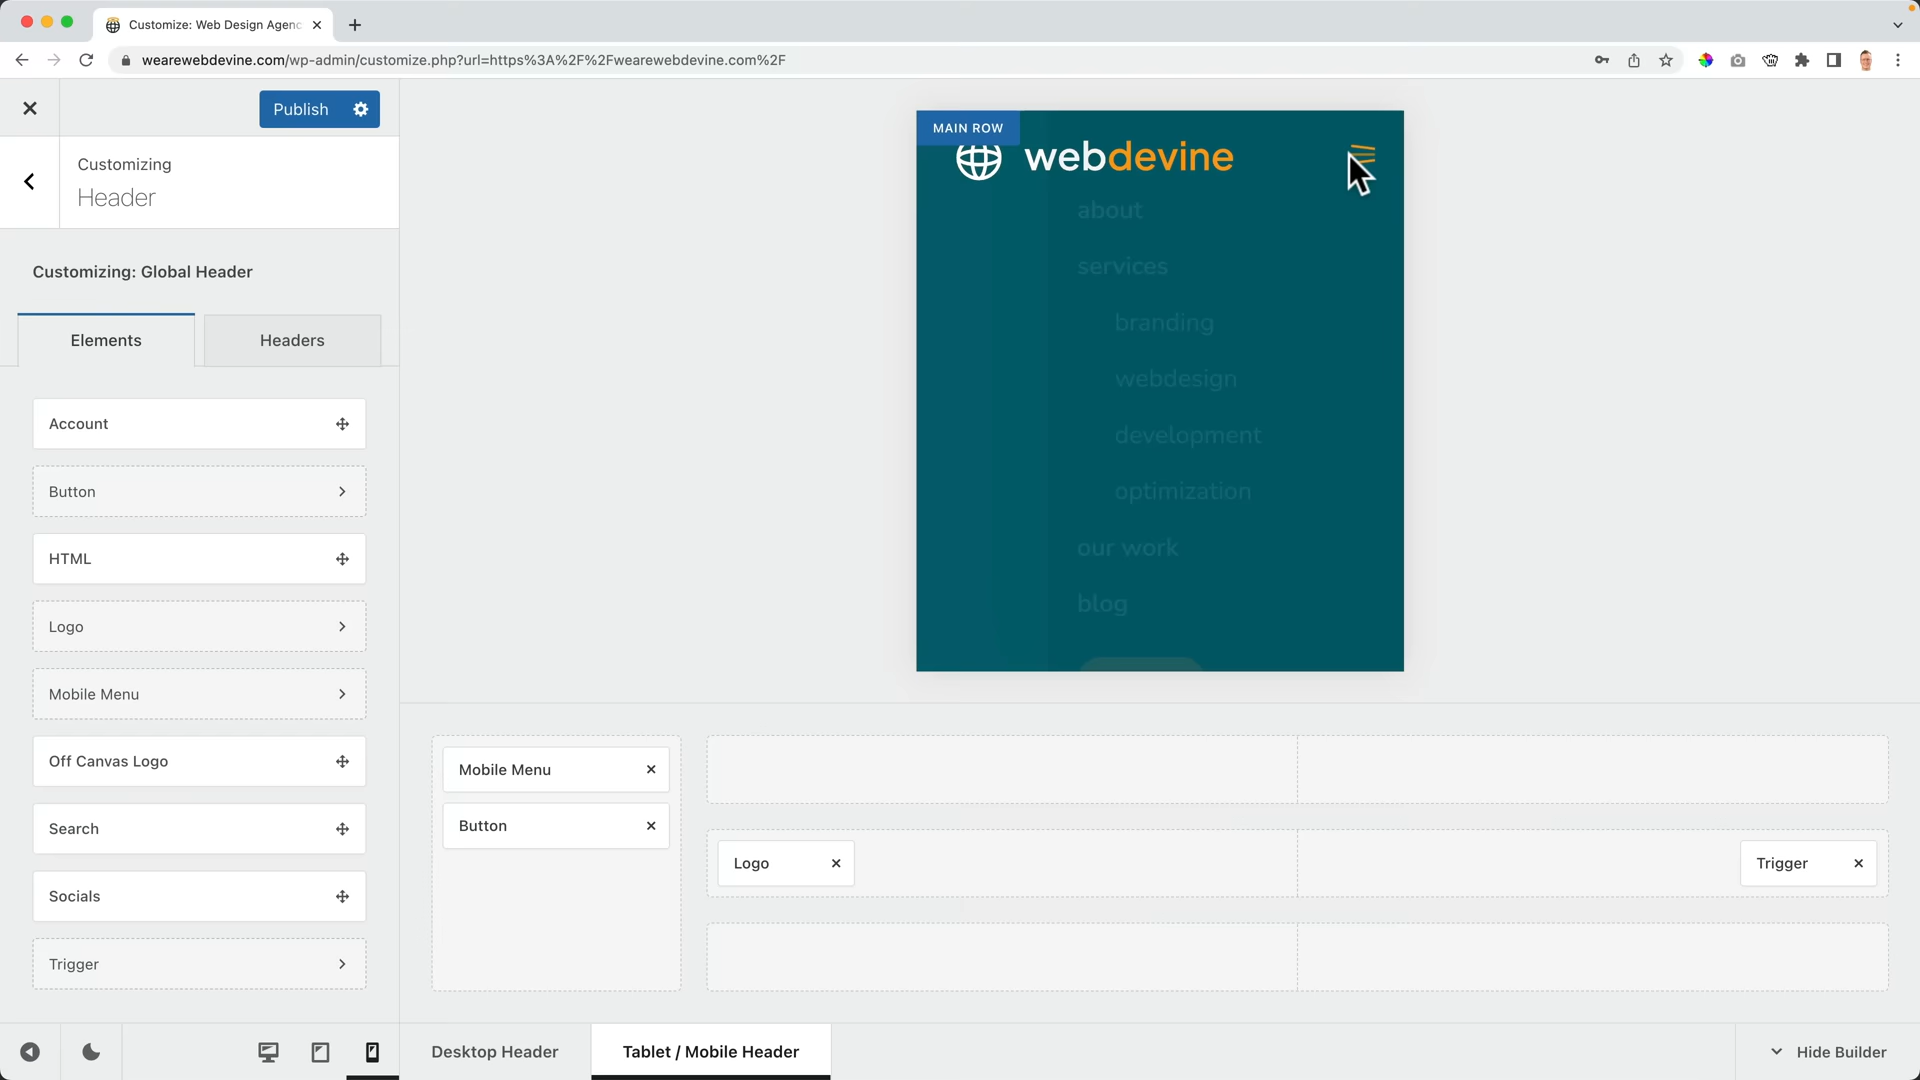 Customize: Web Design Agenc
wearewebdevine.com/wp-admin/customize.php?url=https%3A%2F%2Fwearewebdevine.com%2F
Publish
Customizing
Header
Customizing: Global Header
Elements
Headers
Account
Button
HTML
Logo
Mobile Menu
Off Canvas Logo
Search
Socials
Trigger
MAIN ROW
webdevine
about
services
branding
webdesign
development
optimization
our work
blog
Mobile Menu
Button
Logo
Trigger
Desktop Header
Tablet / Mobile Header
Hide Builder